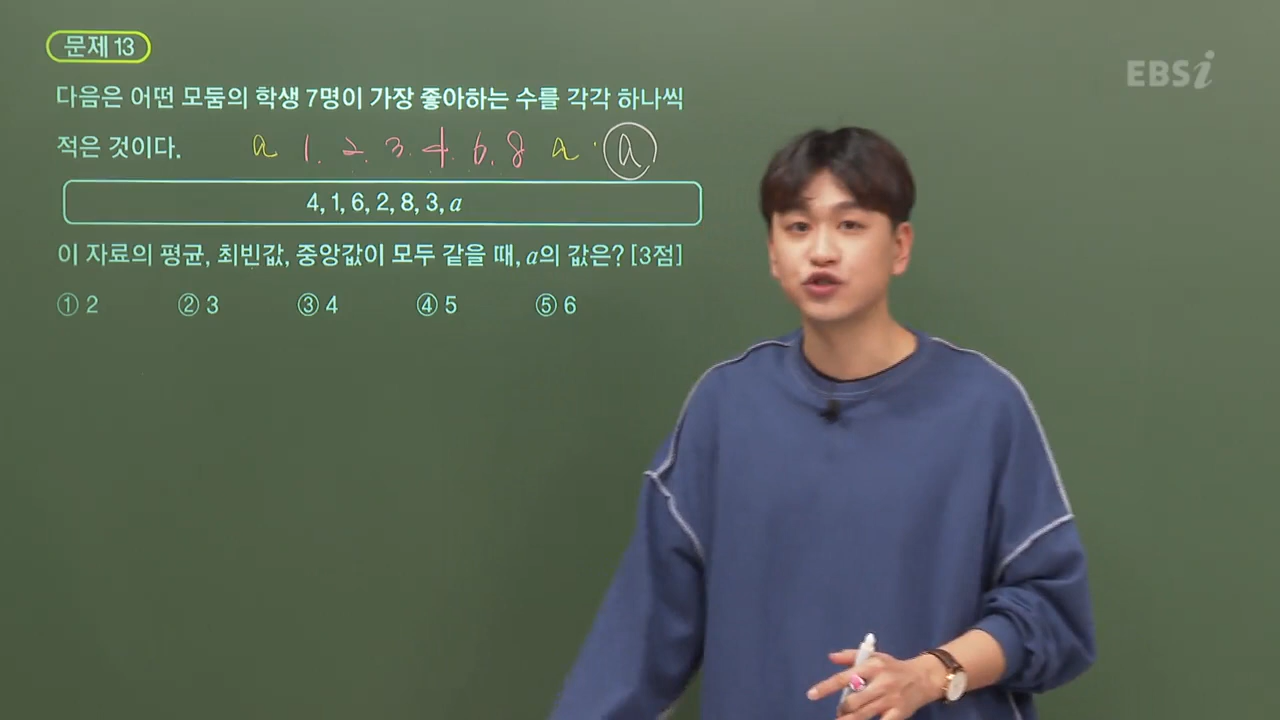 문제 13
EBSi
다음은 어떤 모둠의 학생 7명이 가장 좋아하는 수를 각각 하나씩
적은 것이다.
a 1. 2. 3. 4. 6. 8 a . a
4, 1, 6, 2, 8, 3, a
이 자료의 평균, 최빈값, 중앙값이 모두 같을 때, a의 값은? [3점]
① 2 ② 3 ③ 4 ④ 5 ⑤ 6